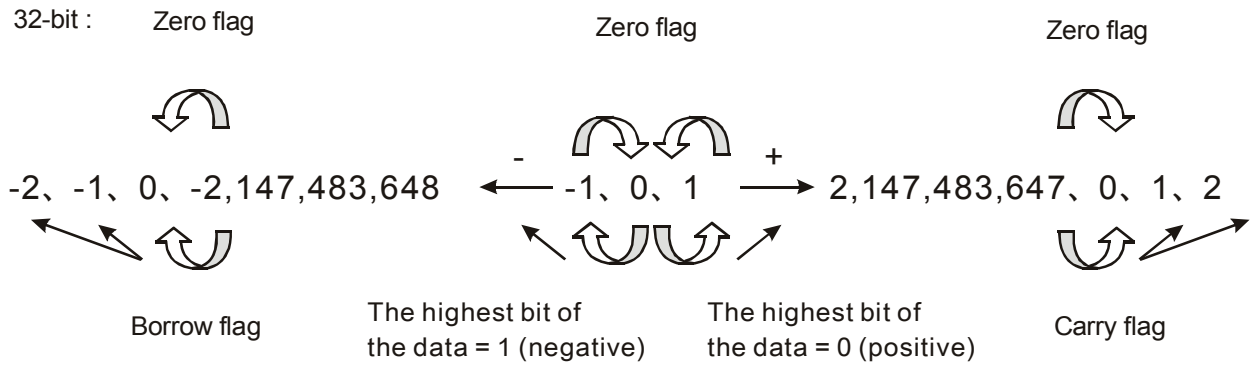 32-bit : Zero flag Zero flag Zero flag
- +
-2、-1、0、-2,147,483,648 -1、0、1 2,147,483,647、0、1、2
Borrow flag
The highest bit of
the data = 1 (negative)
The highest bit of
the data = 0 (positive)
Carry flag